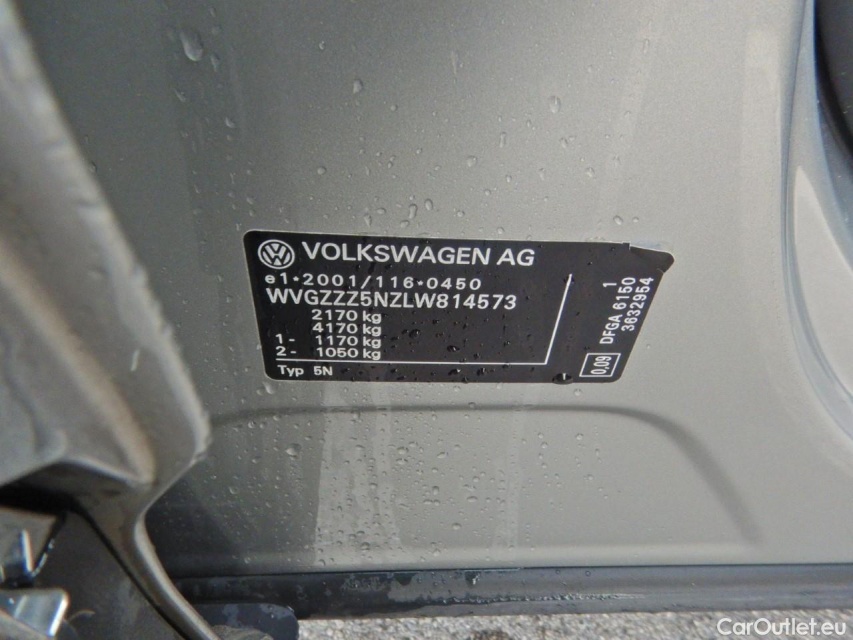 VOLKSWAGEN AG
e1*2001/116*0450
WVGZZZ5NZLW814573
2170 kg
4170 kg
1- 1170 kg
2- 1050 kg
Typ 5N
1
DFGA 6150
3632954
0.09
CarOutlet.eu